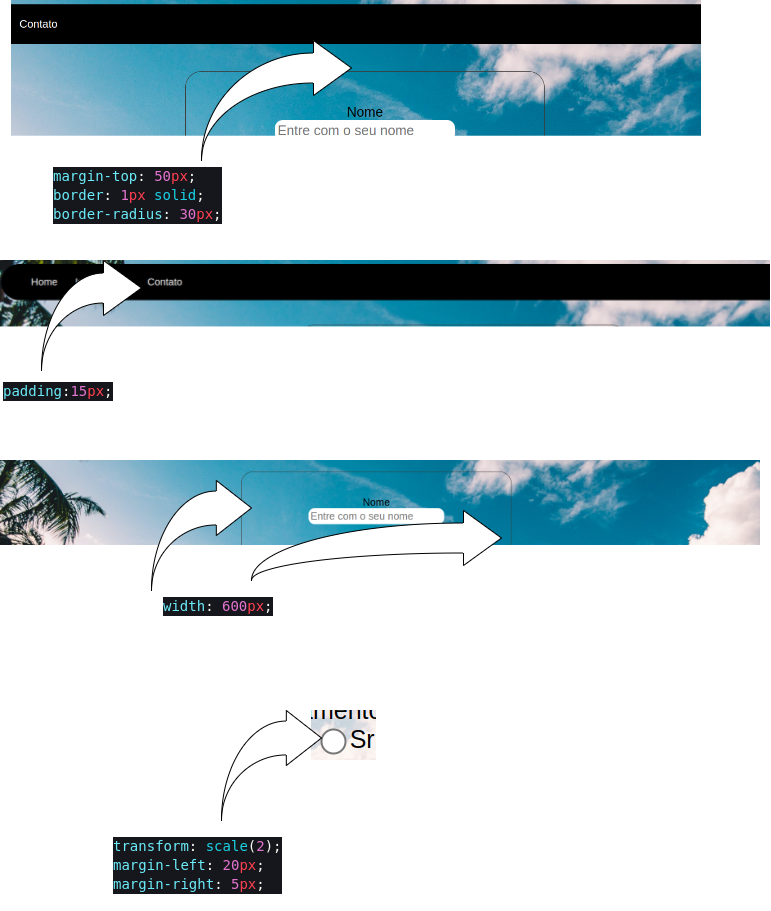 Contato
Nome
Entre com o seu nome
margin-top: 50px;
border: 1px solid;
border-radius: 30px;
Home
Contato
padding:15px;
Nome
Entre com o seu nome
width: 600px;
Sr
transform: scale(2);
margin-left: 20px;
margin-right: 5px;